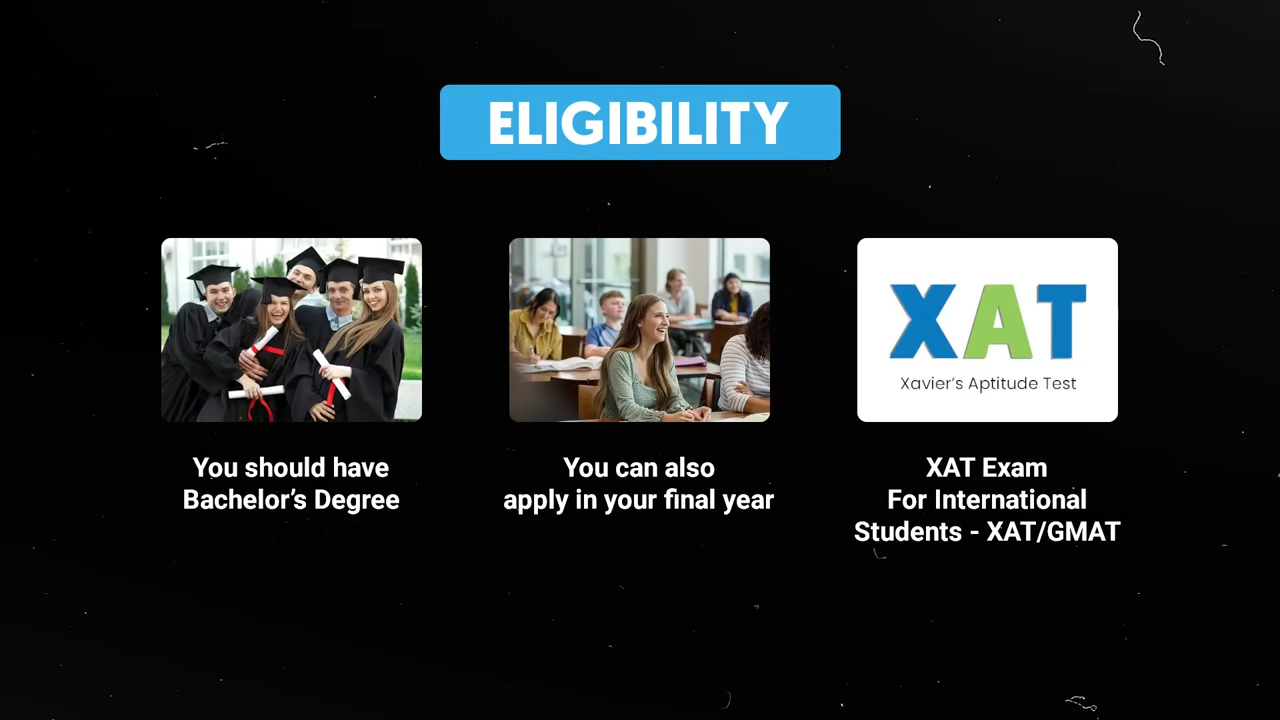 ELIGIBILITY
XAT
Xavier's Aptitude Test
You should have
Bachelor's Degree
You can also
apply in your final year
XAT Exam
For International
Students - XAT/GMAT